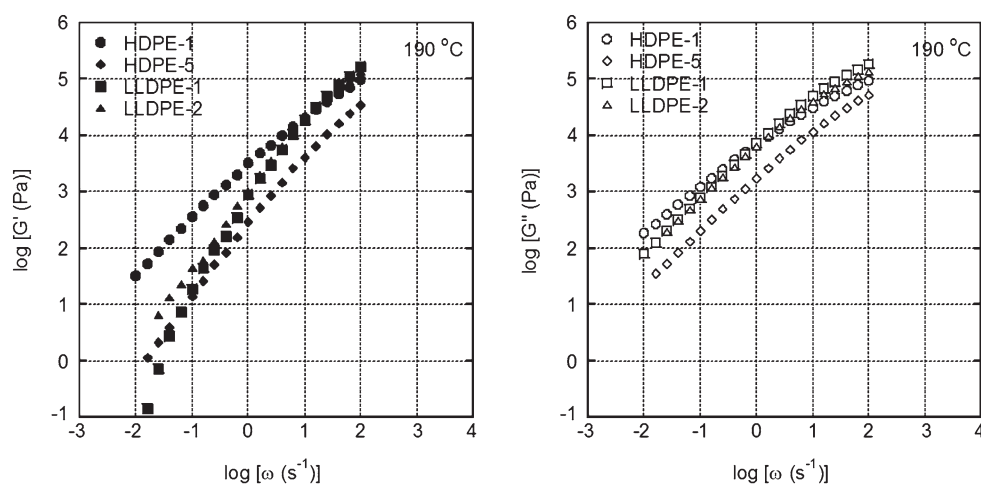 6
5
4
3
2
1
0
-1
-3
-2
-1
0
1
2
3
4
log [G' (Pa)]
log [ω (s⁻¹)]
HDPE-1
HDPE-5
LLDPE-1
LLDPE-2
190 °C
6
5
4
3
2
1
0
-1
-3
-2
-1
0
1
2
3
4
log [G'' (Pa)]
log [ω (s⁻¹)]
HDPE-1
HDPE-5
LLDPE-1
LLDPE-2
190 °C